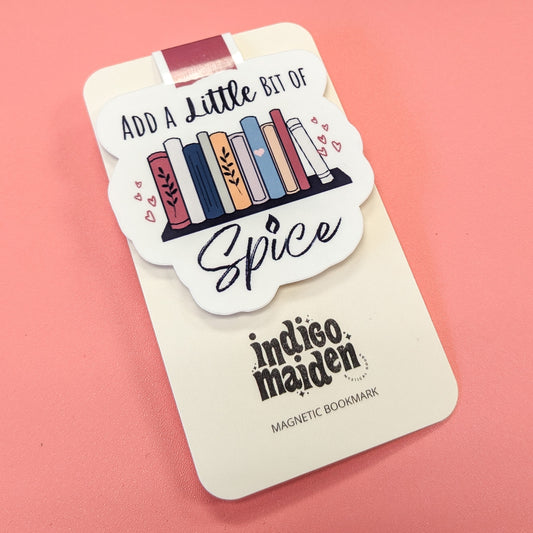 ADD A Little BIT OF
Spice
indigo
maiden
MAGNETIC BOOKMARK